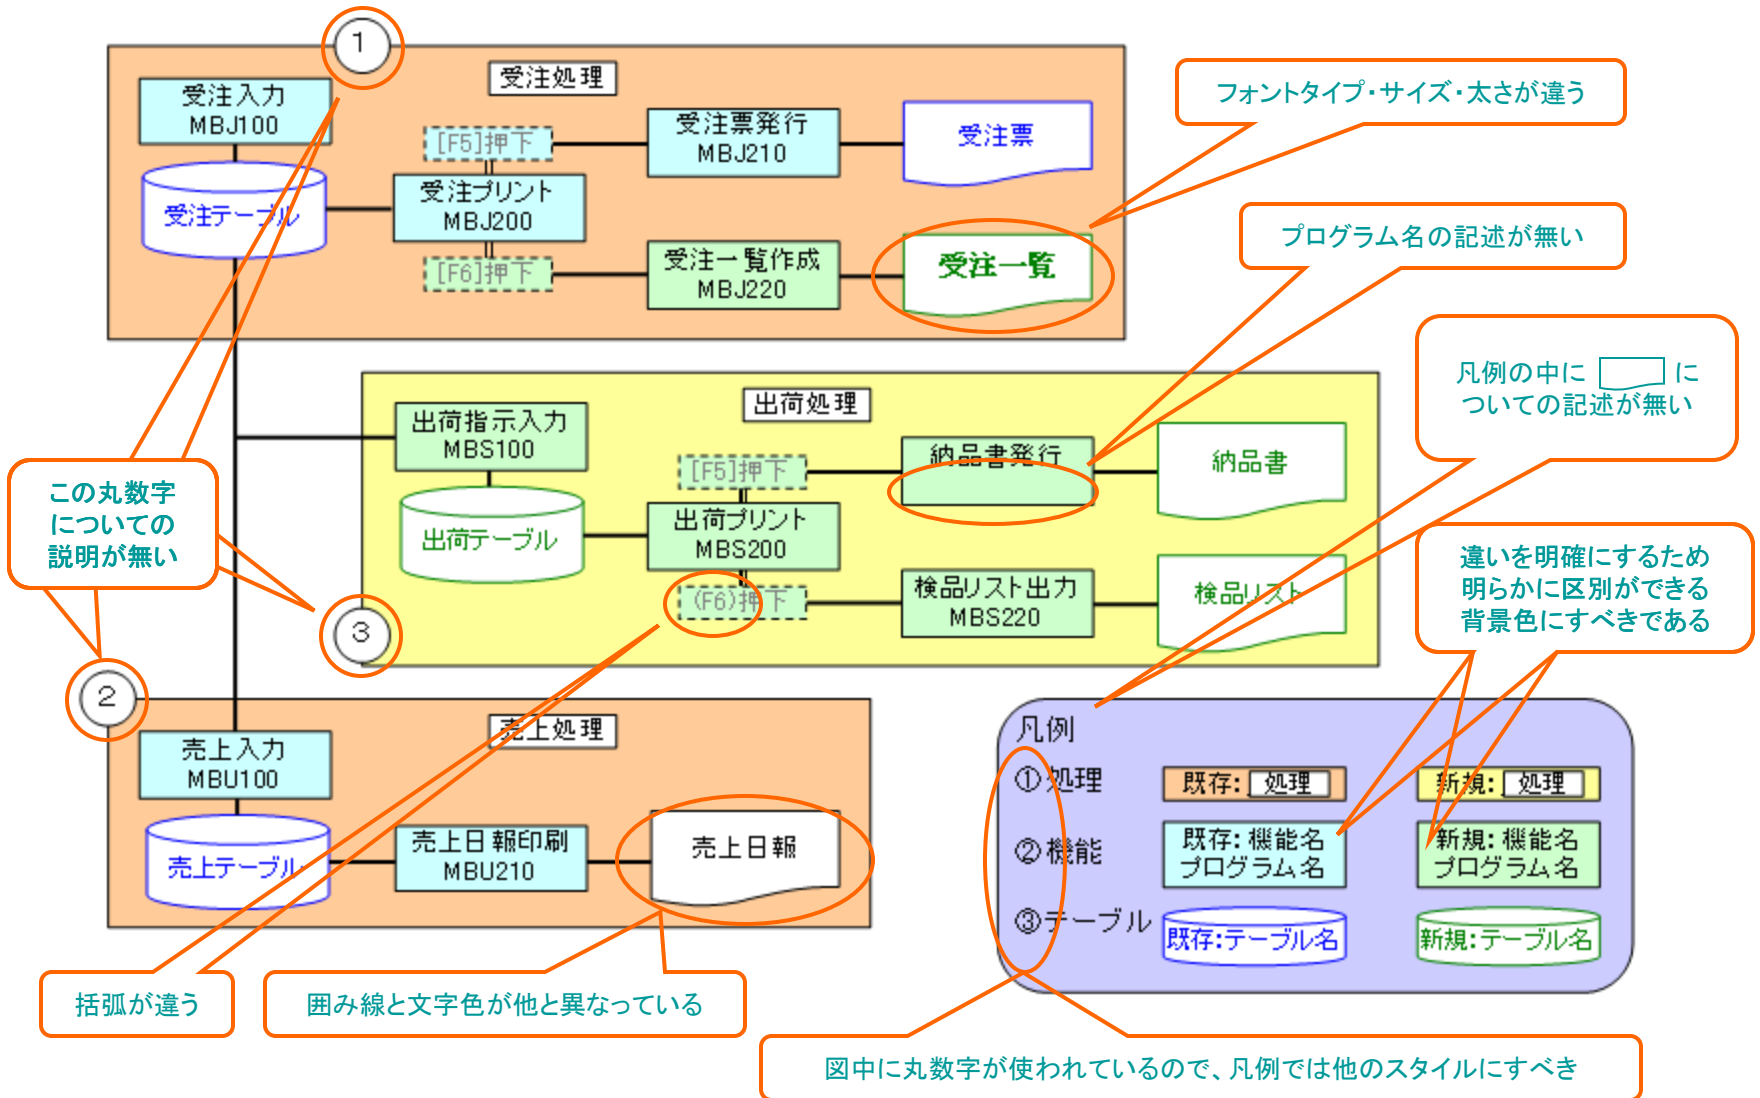 ①
受注処理
受注入力
MBJ100
受注テーブル
[F5]押下
受注プリント
MBJ200
[F6]押下
受注票発行
MBJ210
受注票
受注一覧作成
MBJ220
受注一覧
フォントタイプ・サイズ・太さが違う
プログラム名の記述が無い
凡例の中に に
ついての記述が無い
出荷処理
出荷指示入力
MBS100
出荷テーブル
[F5]押下
出荷プリント
MBS200
(F6)押下
納品書発行
納品書
検品リスト出力
MBS220
検品リスト
③
この丸数字
についての
説明が無い
違いを明確にするため
明らかに区別ができる
背景色にすべきである
②
売上処理
売上入力
MBU100
売上テーブル
売上日報印刷
MBU210
売上日報
凡例
①処理
既存:処理
新規:処理
②機能
既存:機能名
プログラム名
新規:機能名
プログラム名
③テーブル
既存:テーブル名
新規:テーブル名
括弧が違う
囲み線と文字色が他と異なっている
図中に丸数字が使われているので、凡例では他のスタイルにすべき